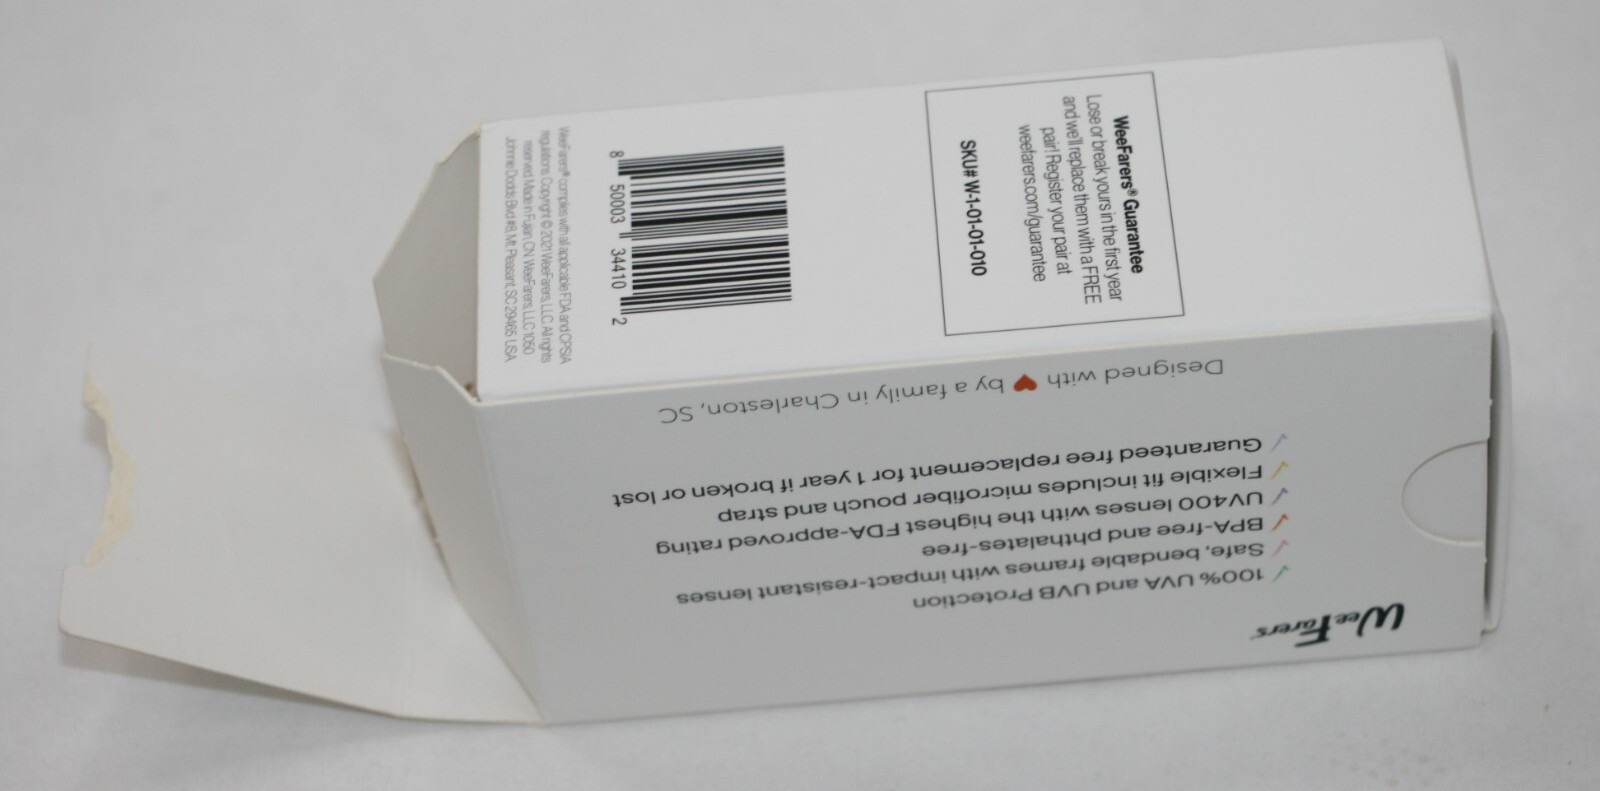 WeeFarers® Guarantee
Lose or break yours in the first year
and we'll replace them with a FREE
pair! Register your pair at
weefarers.com/guarantee
SKU# W-1-01-01-010
8 50003 34410 2
WeeFarers® complies with all applicable FDA and CPSIA
regulations. Copyright © 2021 WeeFarers, LLC. All rights
reserved. Made in Fujian, CN. WeeFarers, LLC 1050
Johnnie Dodds Blvd #B, Mt. Pleasant, SC 29465 USA
WeeFarers
100% UVA and UVB Protection
Safe, bendable frames with impact-resistant lenses
BPA-free and phthalates-free
UV400 lenses with the highest FDA-approved rating
Flexible fit includes microfiber pouch and strap
Guaranteed free replacement for 1 year if broken or lost
Designed with ♥ by a family in Charleston, SC